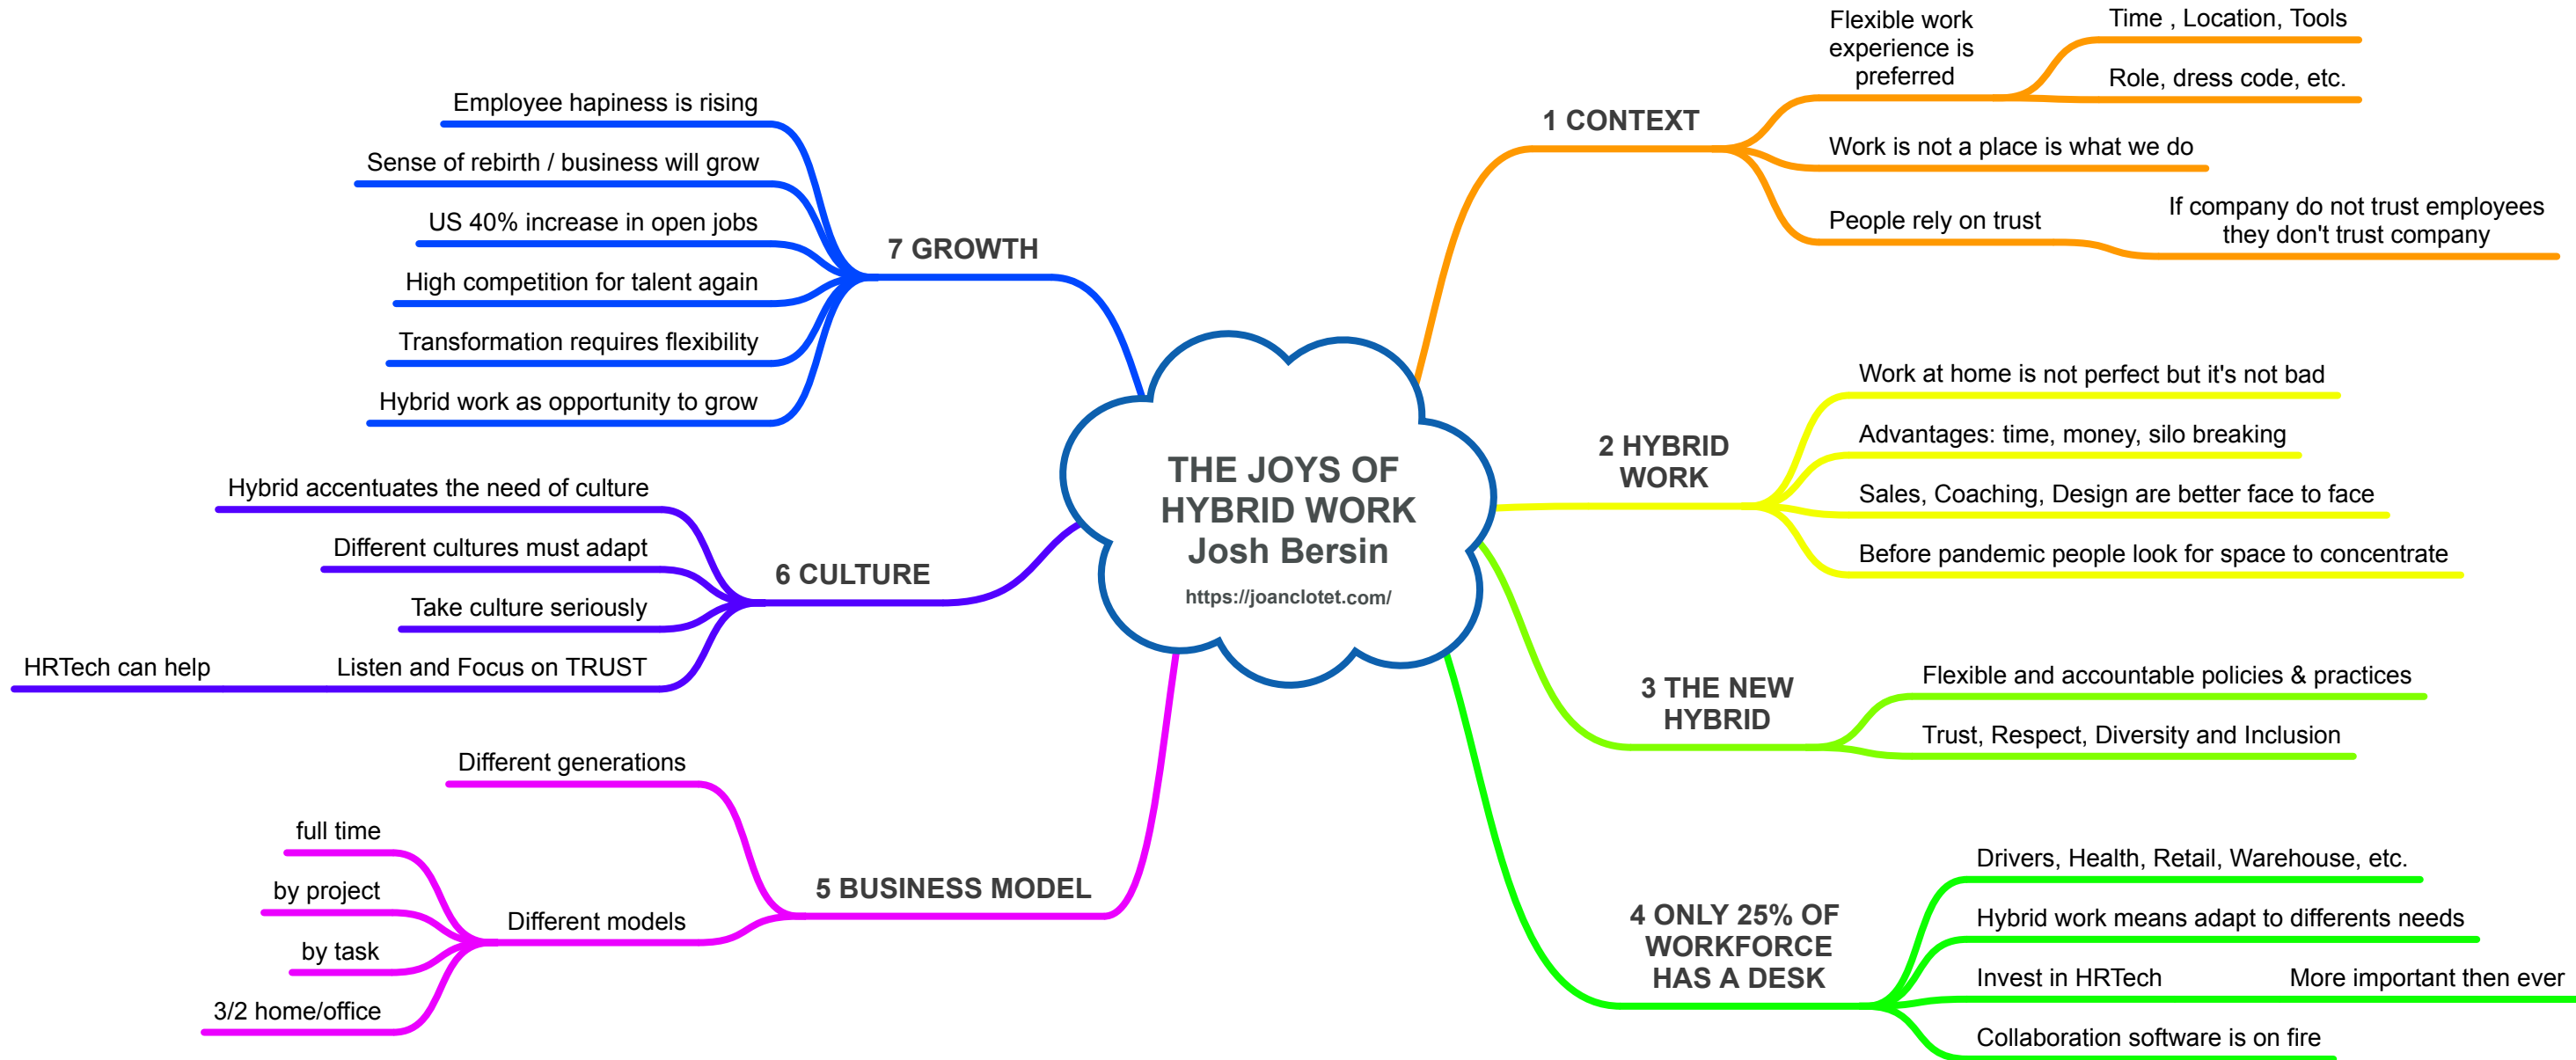 THE JOYS OF
HYBRID WORK
Josh Bersin
https://joanclotet.com/
1 CONTEXT
Flexible work
experience is
preferred
Time , Location, Tools
Role, dress code, etc.
Work is not a place is what we do
People rely on trust
If company do not trust employees
they don't trust company
2 HYBRID
WORK
Work at home is not perfect but it's not bad
Advantages: time, money, silo breaking
Sales, Coaching, Design are better face to face
Before pandemic people look for space to concentrate
3 THE NEW
HYBRID
Flexible and accountable policies & practices
Trust, Respect, Diversity and Inclusion
4 ONLY 25% OF
WORKFORCE
HAS A DESK
Drivers, Health, Retail, Warehouse, etc.
Hybrid work means adapt to differents needs
Invest in HRTech
More important then ever
Collaboration software is on fire
5 BUSINESS MODEL
Different generations
Different models
full time
by project
by task
3/2 home/office
6 CULTURE
Hybrid accentuates the need of culture
Different cultures must adapt
Take culture seriously
Listen and Focus on TRUST
HRTech can help
7 GROWTH
Employee hapiness is rising
Sense of rebirth / business will grow
US 40% increase in open jobs
High competition for talent again
Transformation requires flexibility
Hybrid work as opportunity to grow